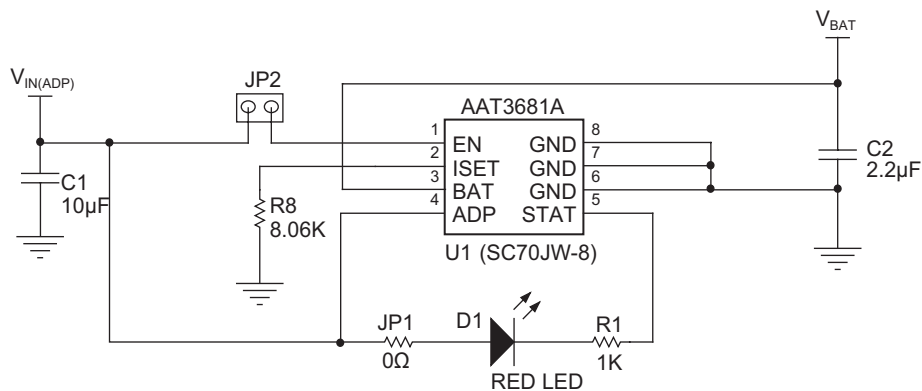 V_BAT
V_IN(ADP)
JP2
AAT3681A
1 EN GND 8
2 ISET GND 7
3 BAT GND 6
4 ADP STAT 5
U1 (SC70JW-8)
C1
10µF
R8
8.06K
C2
2.2µF
JP1
0Ω
D1
RED LED
R1
1K